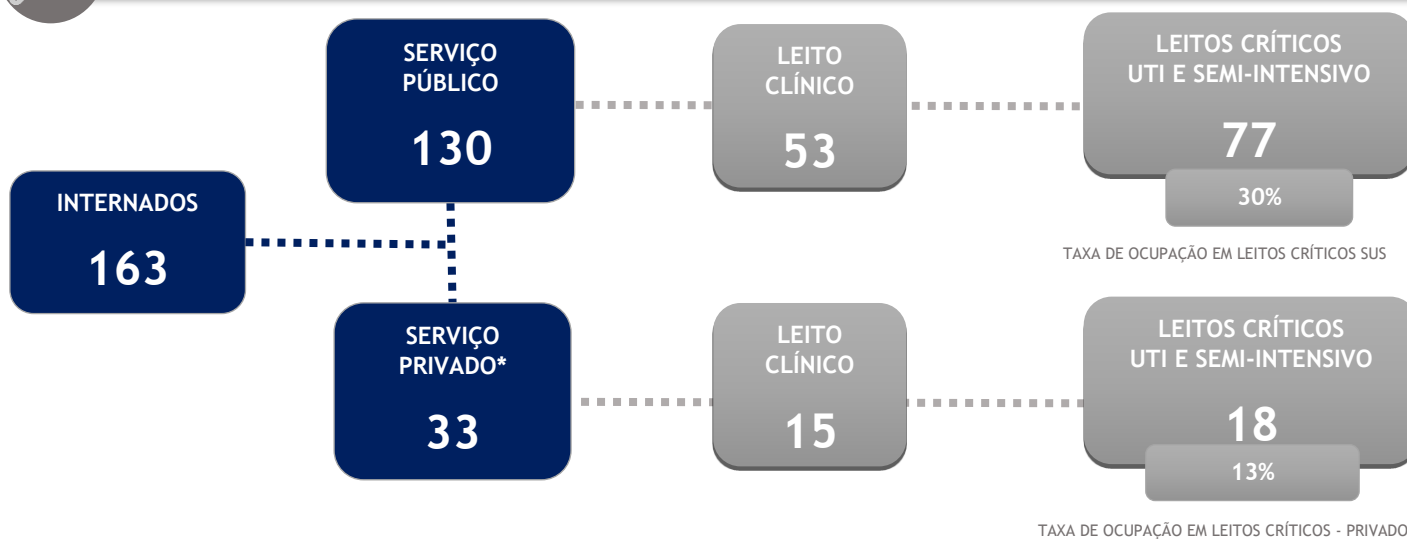 INTERNADOS
163
SERVIÇO
PÚBLICO
130
LEITO
CLÍNICO
53
LEITOS CRÍTICOS
UTI E SEMI-INTENSIVO
77
30%
TAXA DE OCUPAÇÃO EM LEITOS CRÍTICOS SUS
SERVIÇO
PRIVADO*
33
LEITO
CLÍNICO
15
LEITOS CRÍTICOS
UTI E SEMI-INTENSIVO
18
13%
TAXA DE OCUPAÇÃO EM LEITOS CRÍTICOS - PRIVADO